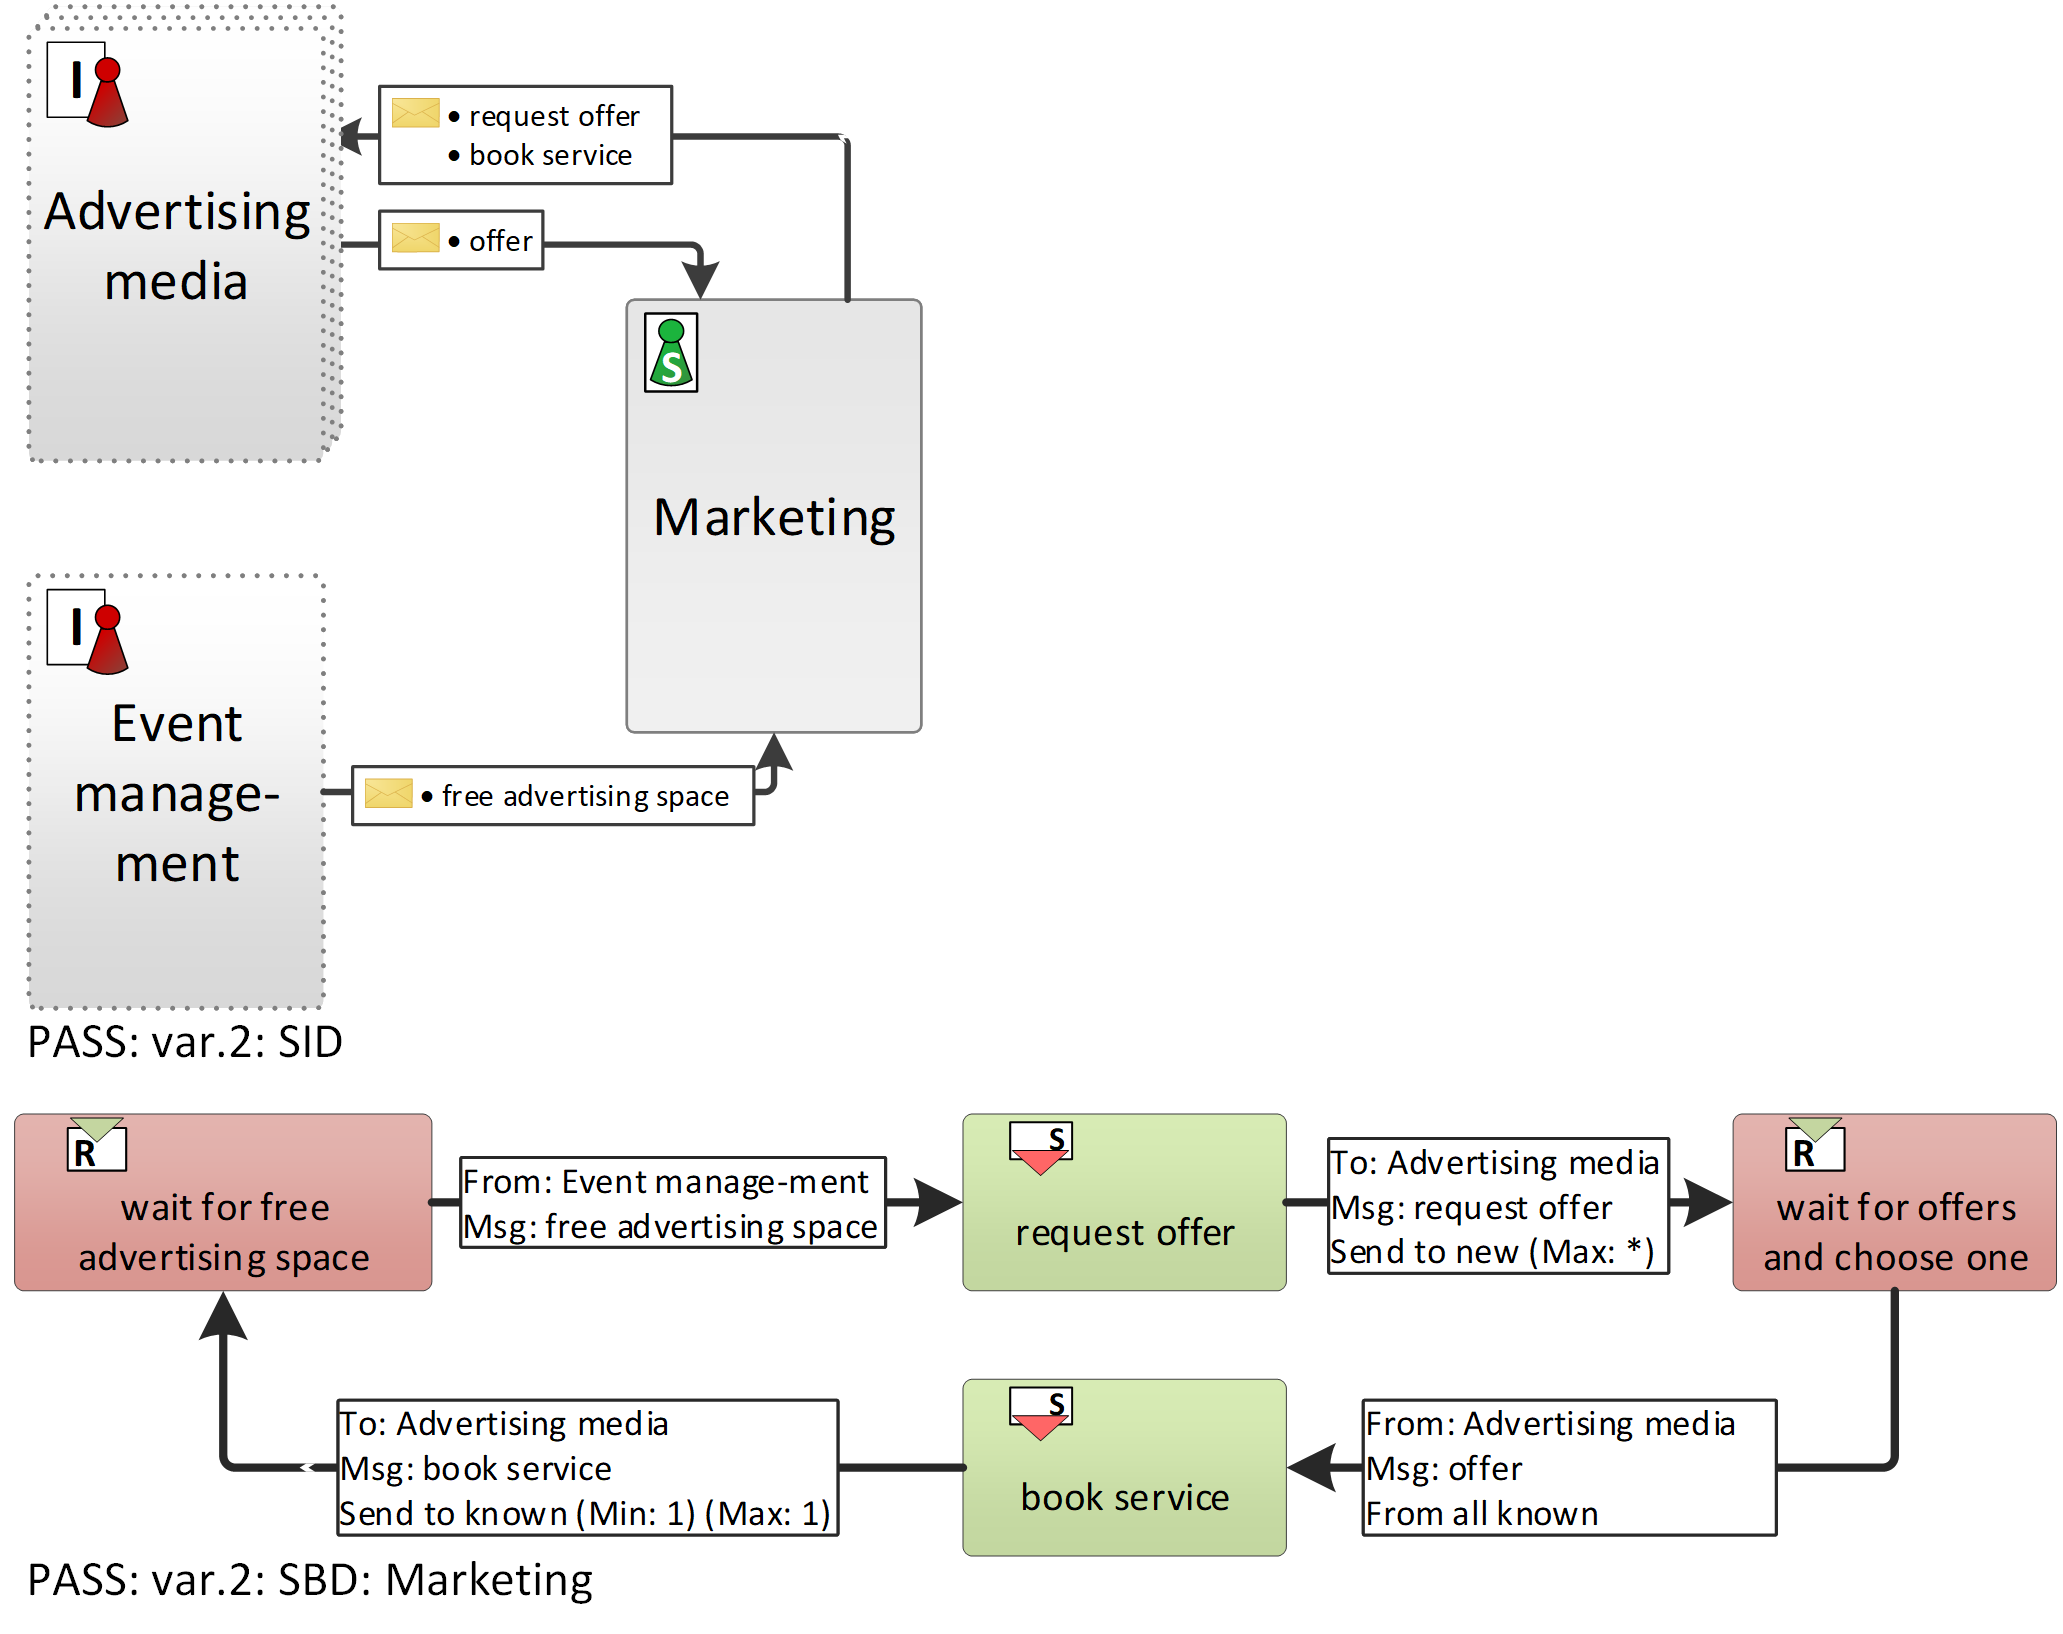 I
Advertising
media
• request offer
• book service
• offer
S
Marketing
I
Event
manage-
ment
• free advertising space
PASS: var.2: SID
R
wait for free
advertising space
From: Event manage-ment
Msg: free advertising space
S
request offer
To: Advertising media
Msg: request offer
Send to new (Max: *)
R
wait for offers
and choose one
To: Advertising media
Msg: book service
Send to known (Min: 1) (Max: 1)
S
book service
From: Advertising media
Msg: offer
From all known
PASS: var.2: SBD: Marketing